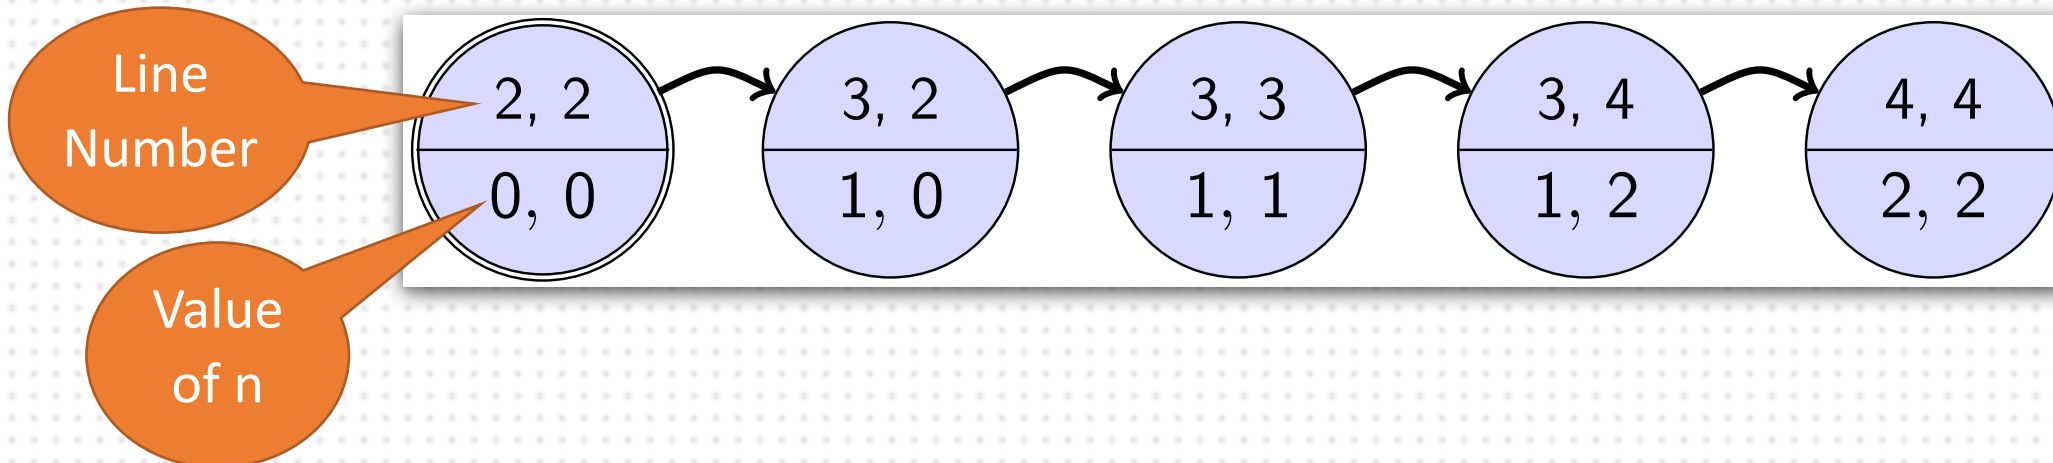 Line
Number
Value
of n
2, 2
0, 0
3, 2
1, 0
3, 3
1, 1
3, 4
1, 2
4, 4
2, 2